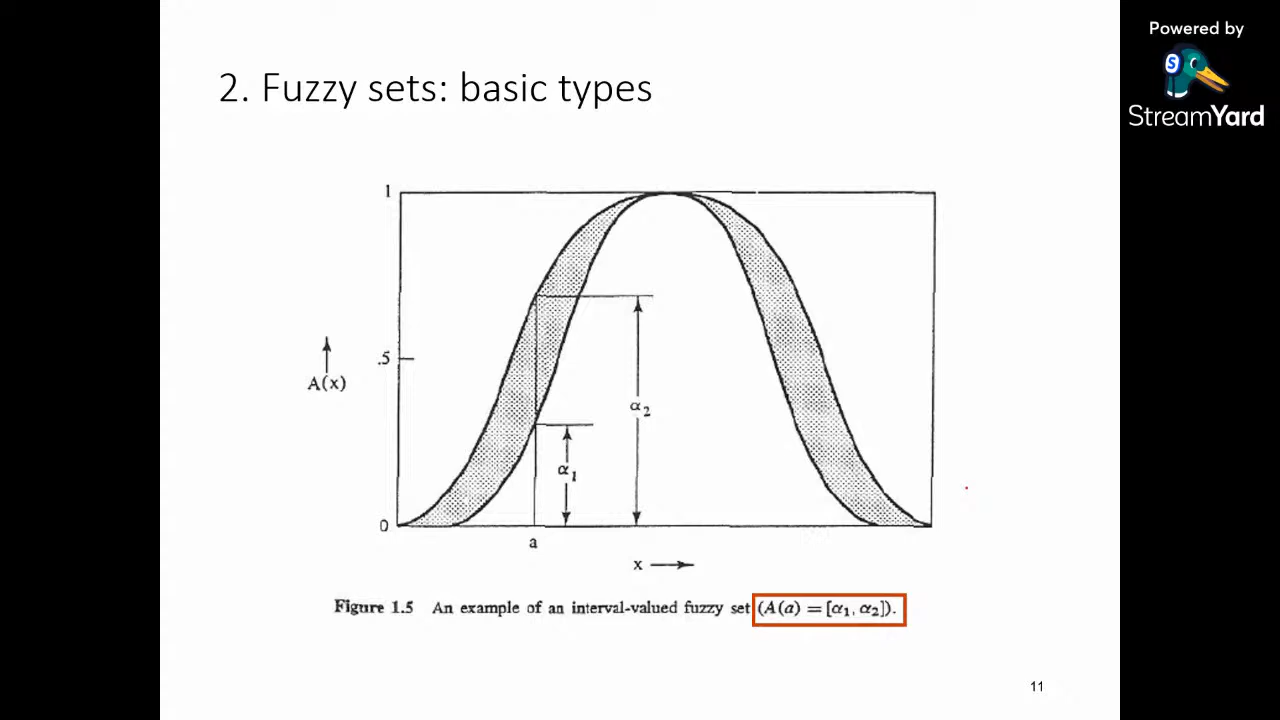 Powered by
StreamYard
2. Fuzzy sets: basic types
1
.5
A(x)
α₂
α₁
0
a
x
Figure 1.5 An example of an interval-valued fuzzy set (A(a) = [α₁, α₂]).
11